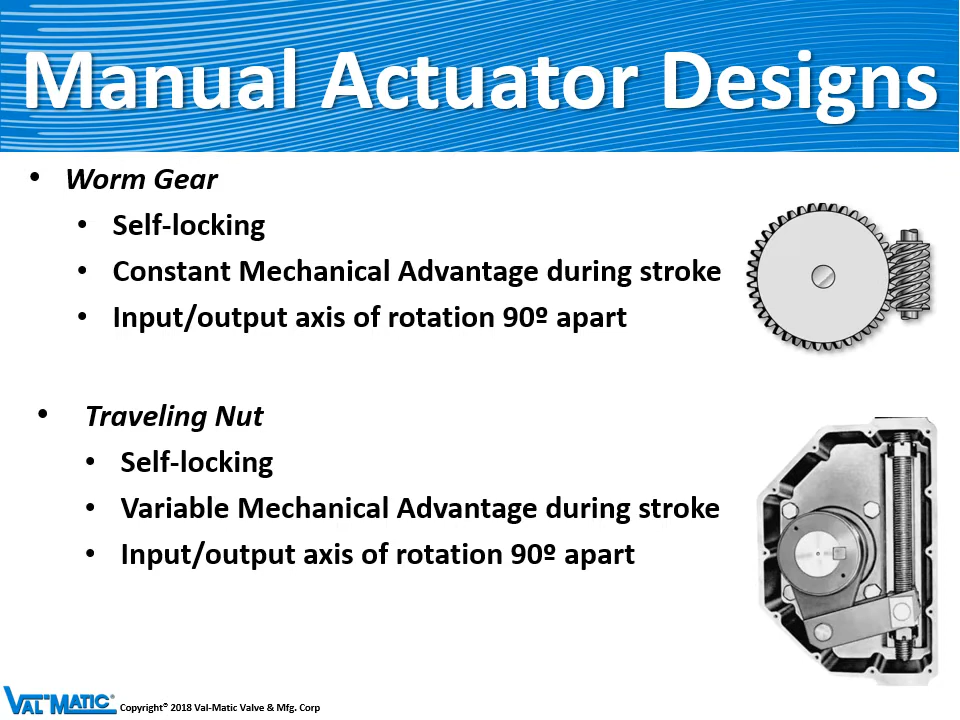 Manual Actuator Designs
• Worm Gear
• Self-locking
• Constant Mechanical Advantage during stroke
• Input/output axis of rotation 90º apart
• Traveling Nut
• Self-locking
• Variable Mechanical Advantage during stroke
• Input/output axis of rotation 90º apart
VAL-MATIC® Copyright© 2018 Val-Matic Valve & Mfg. Corp